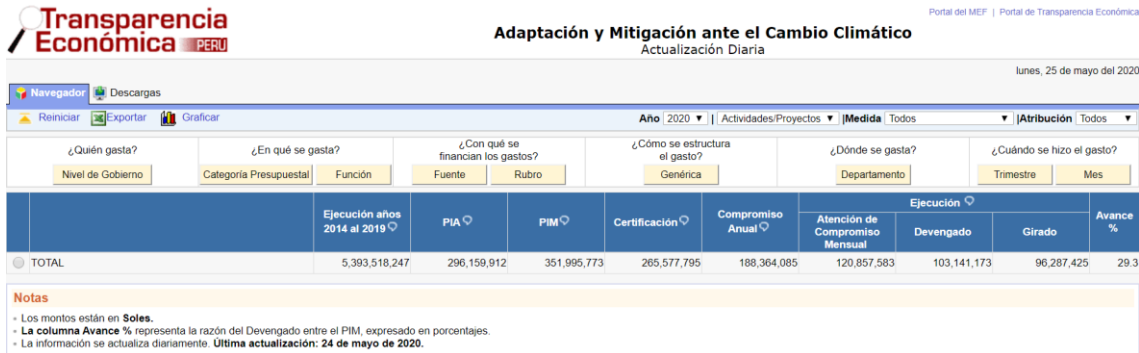 Transparencia
Económica PERU
Portal del MEF | Portal de Transparencia Económica
Adaptación y Mitigación ante el Cambio Climático
Actualización Diaria
lunes, 25 de mayo del 2020
Navegador Descargas
Reiniciar Exportar Graficar Año 2020 | Actividades/Proyectos |Medida Todos |Atribución Todos
¿Quién gasta? ¿En qué se gasta? ¿Con qué se financian los gastos? ¿Cómo se estructura el gasto? ¿Dónde se gasta? ¿Cuándo se hizo el gasto?
Nivel de Gobierno Categoría Presupuestal Función Fuente Rubro Genérica Departamento Trimestre Mes
Ejecución años 2014 al 2019 PIA PIM Certificación Compromiso Anual Ejecución Avance %
Atención de Compromiso Mensual Devengado Girado
TOTAL 5,393,518,247 296,159,912 351,995,773 265,577,795 188,364,085 120,857,583 103,141,173 96,287,425 29.3
Notas
Los montos están en Soles.
La columna Avance % representa la razón del Devengado entre el PIM, expresado en porcentajes.
La información se actualiza diariamente. Última actualización: 24 de mayo de 2020.